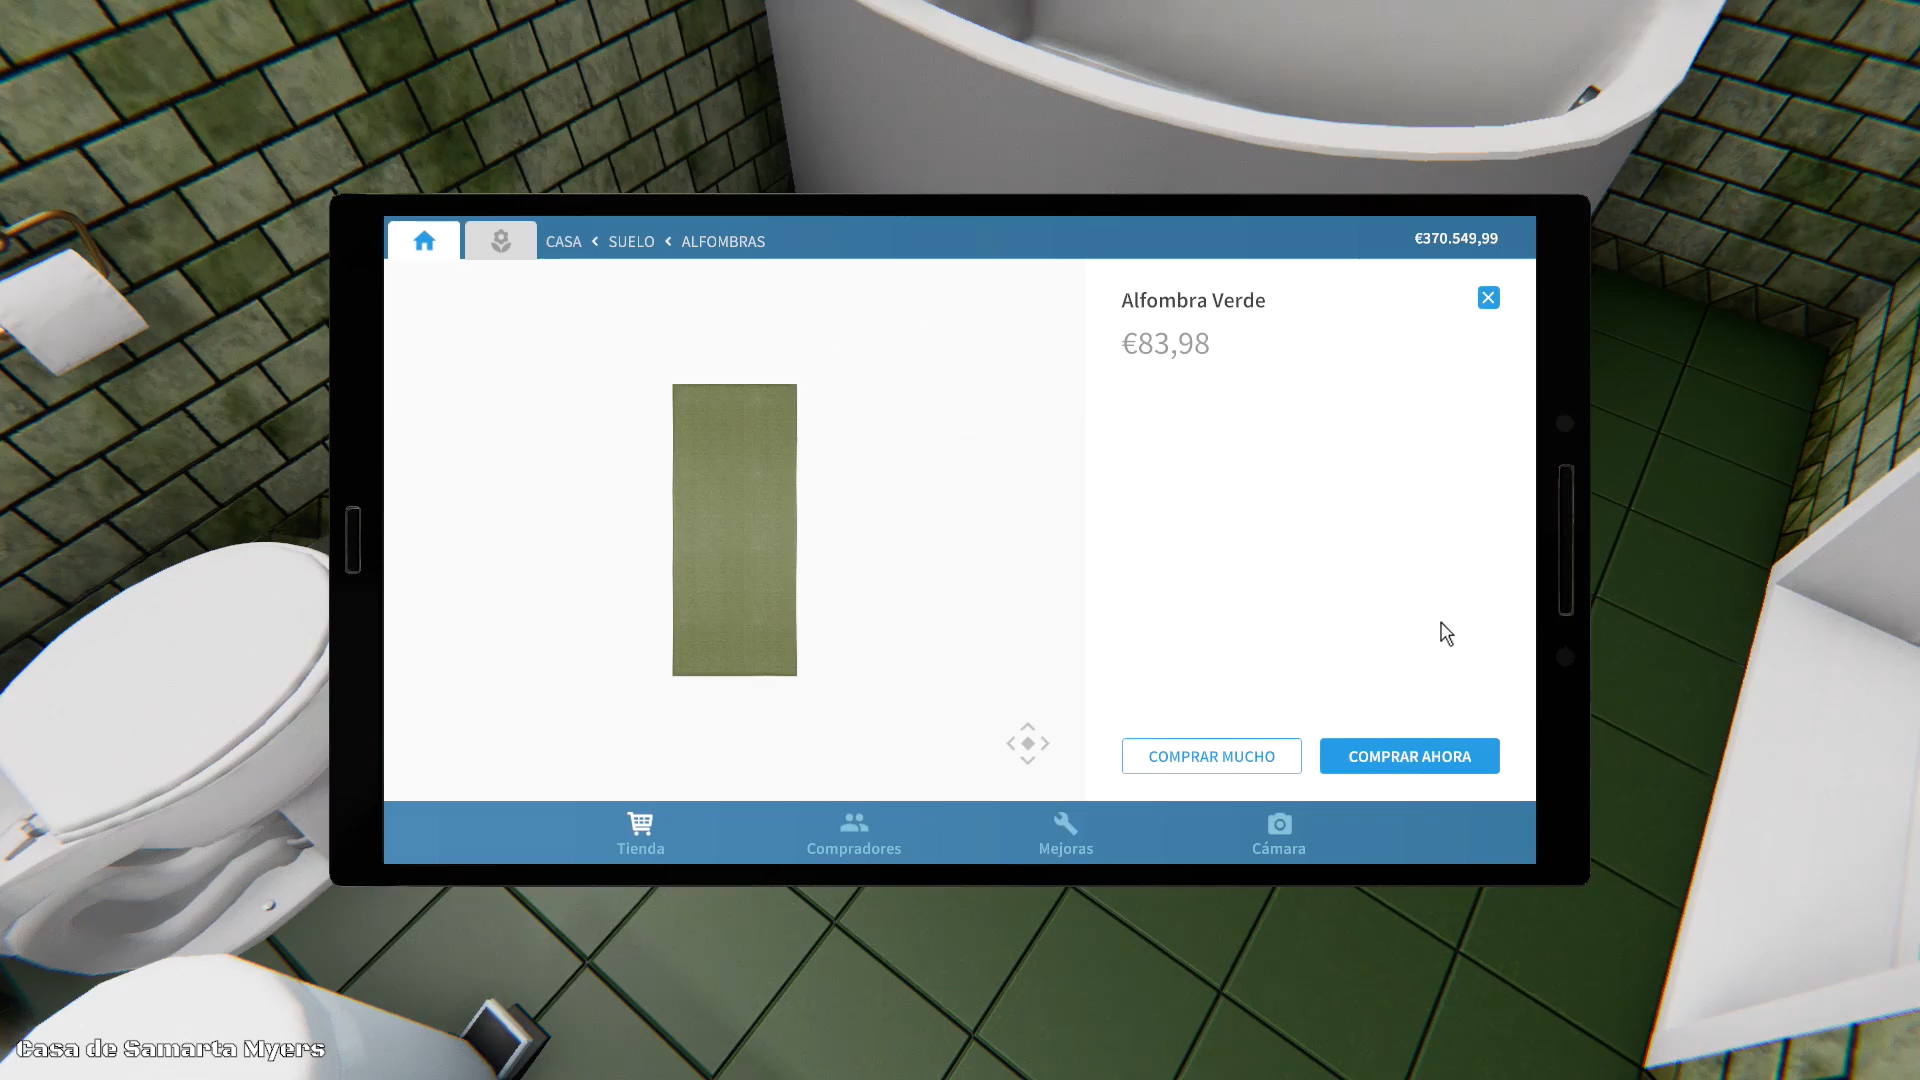 CASA < SUELO < ALFOMBRAS
€370.549,99
Alfombra Verde
€83,98
COMPRAR MUCHO
COMPRAR AHORA
Tienda
Compradores
Mejoras
Cámara
Casa de Samarta Myers